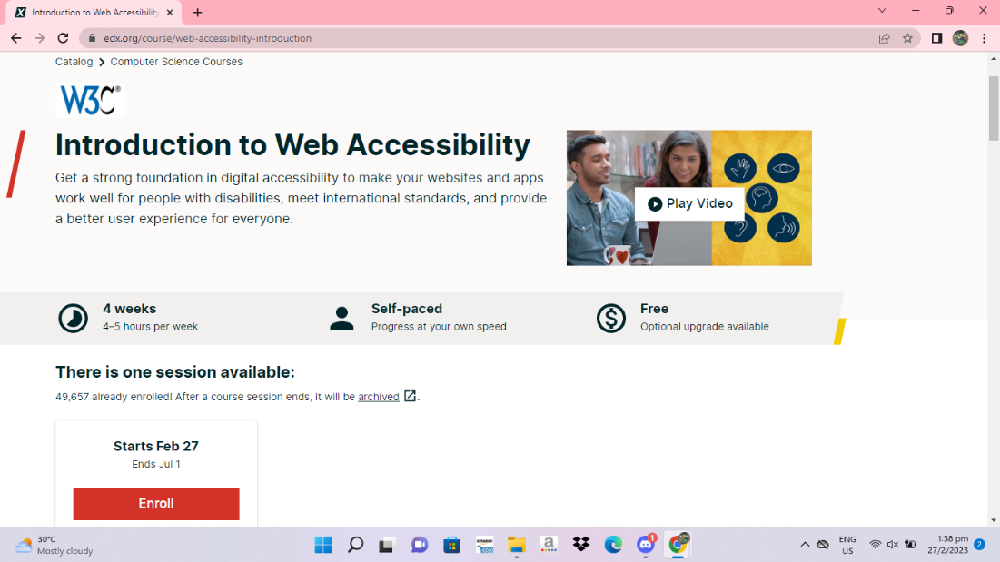 Introduction to Web Accessibility
edx.org/course/web-accessibility-introduction
Catalog
Computer Science Courses
W3C®
Introduction to Web Accessibility
Get a strong foundation in digital accessibility to make your websites and apps
work well for people with disabilities, meet international standards, and provide
a better user experience for everyone.
Play Video
4 weeks
4–5 hours per week
Self-paced
Progress at your own speed
Free
Optional upgrade available
There is one session available:
49,657 already enrolled! After a course session ends, it will be archived.
Starts Feb 27
Ends Jul 1
Enroll
30°C
Mostly cloudy
amazon
a
1
ENG
US
1:38 pm
27/2/2023
2